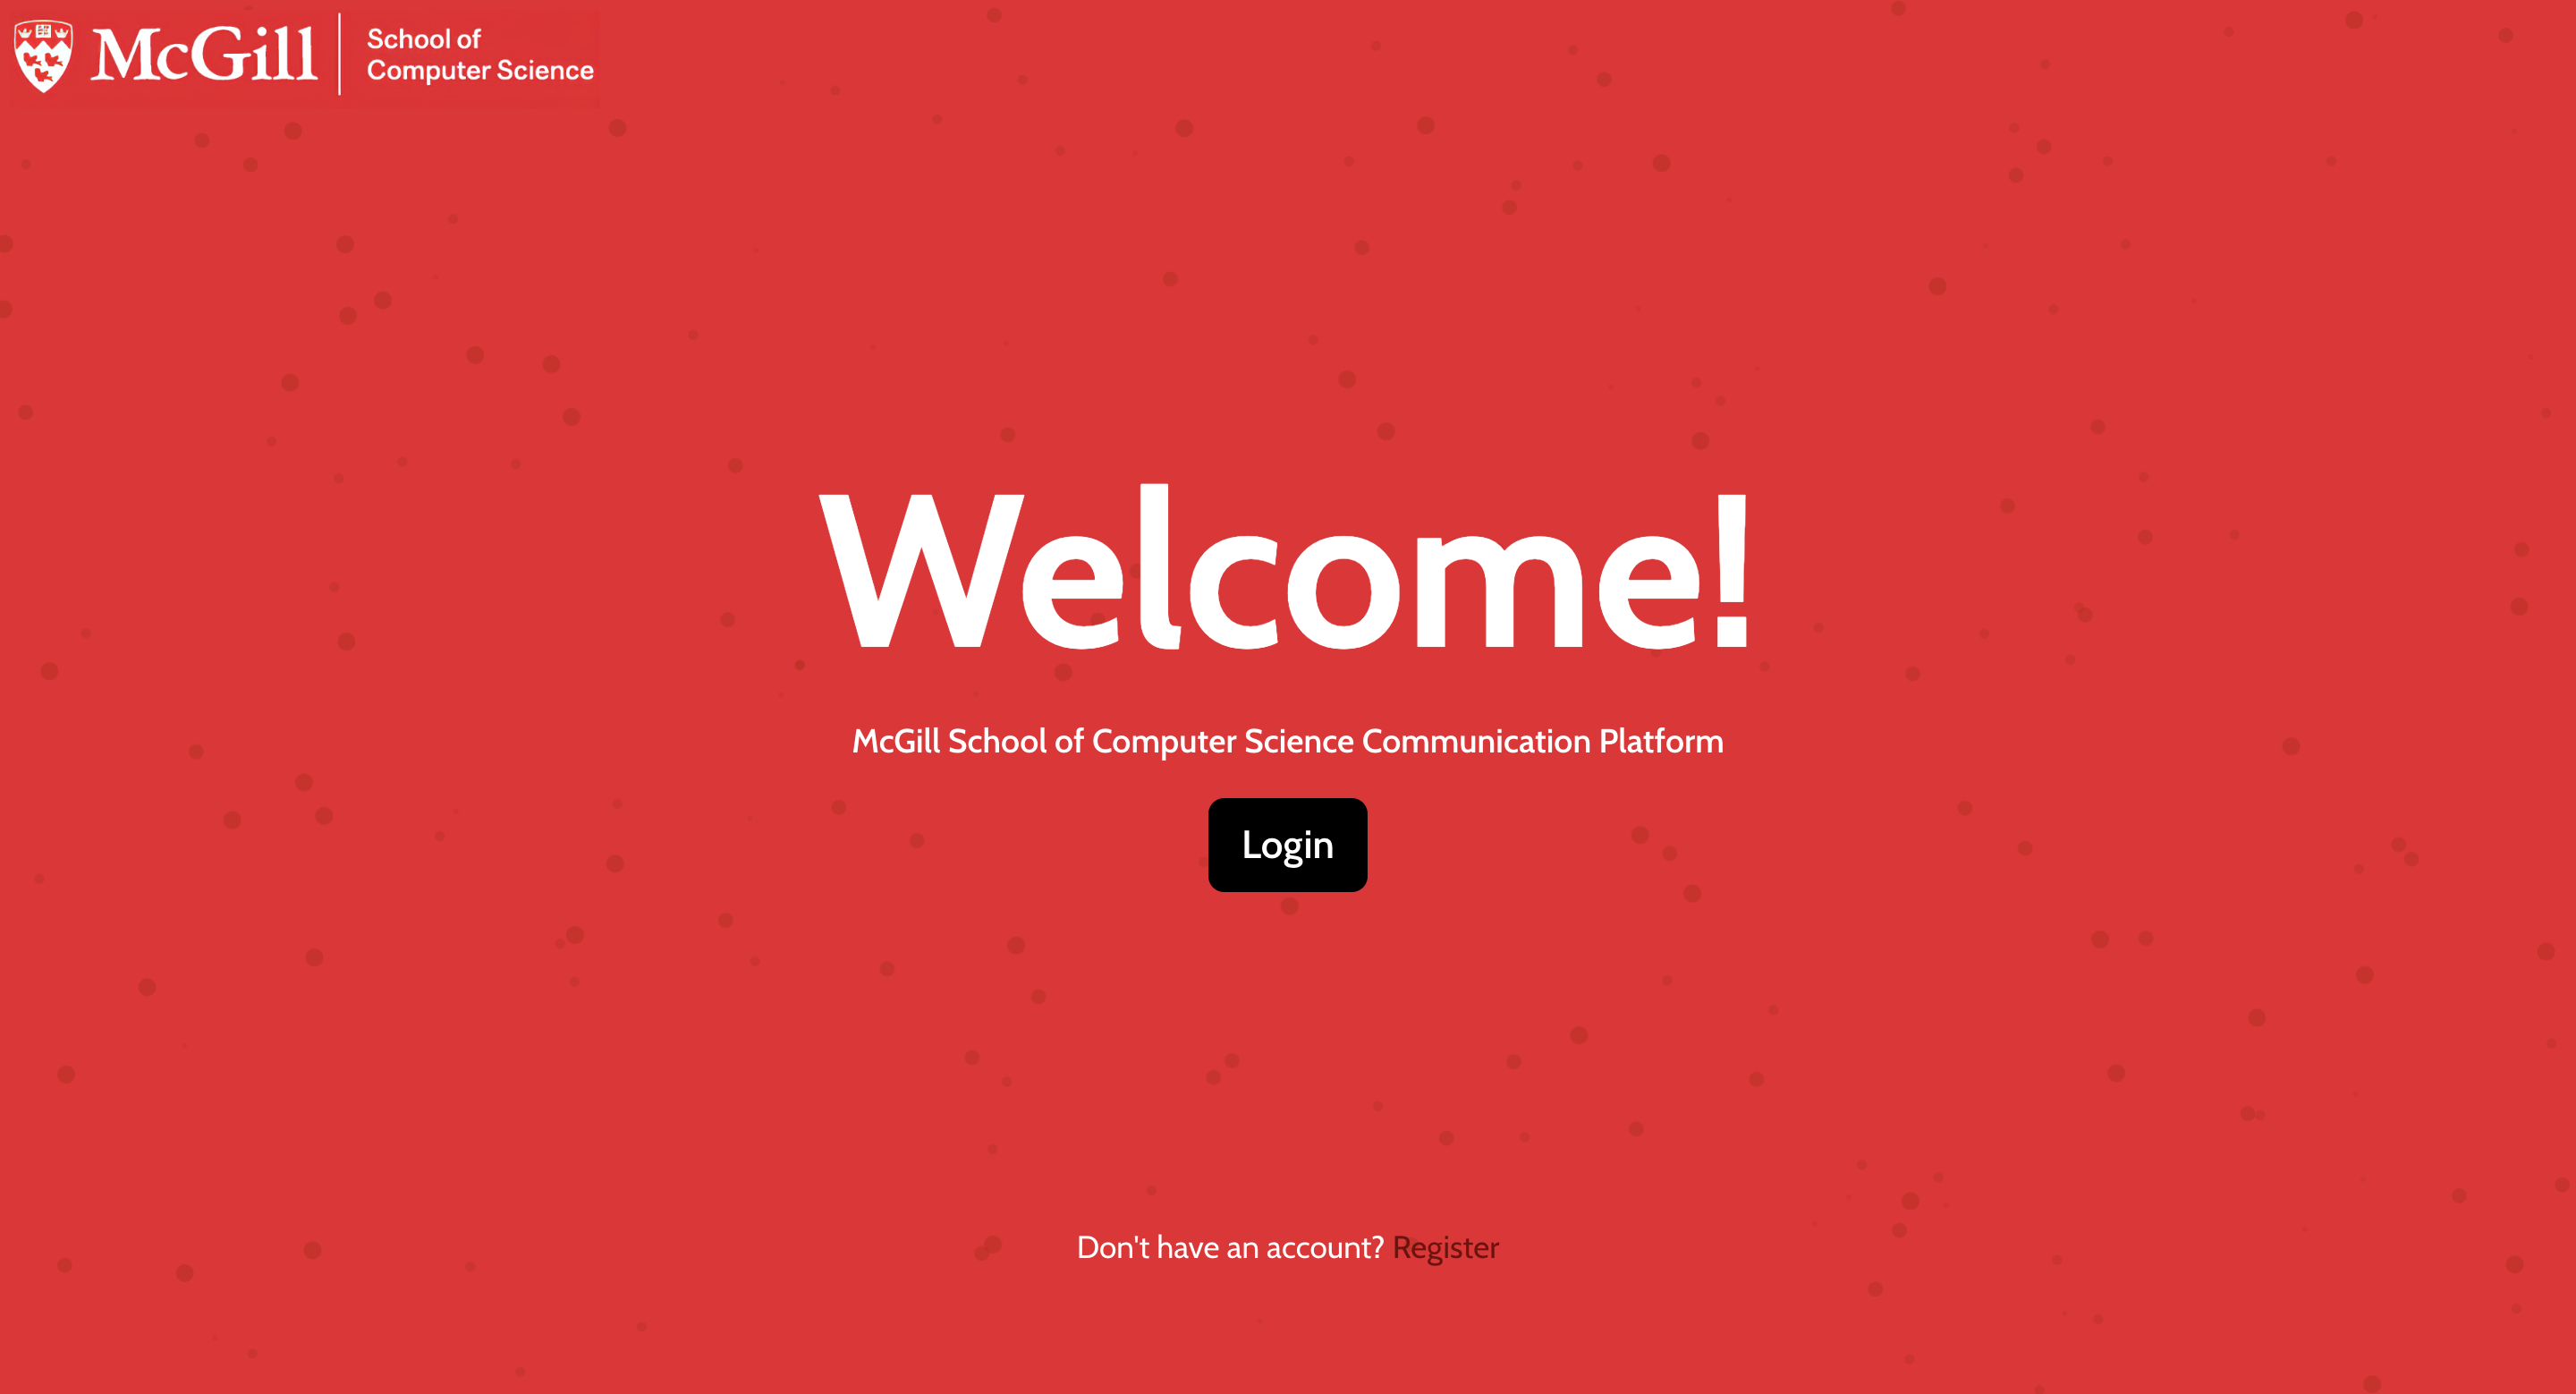 McGill
School of
Computer Science
Welcome!
McGill School of Computer Science Communication Platform
Login
Don't have an account? Register